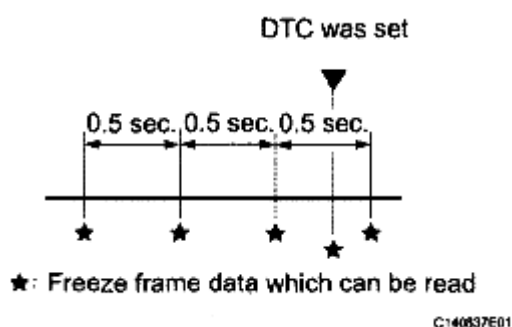 DTC was set
0.5 sec. 0.5 sec. 0.5 sec.
★: Freeze frame data which can be read
C140637E01